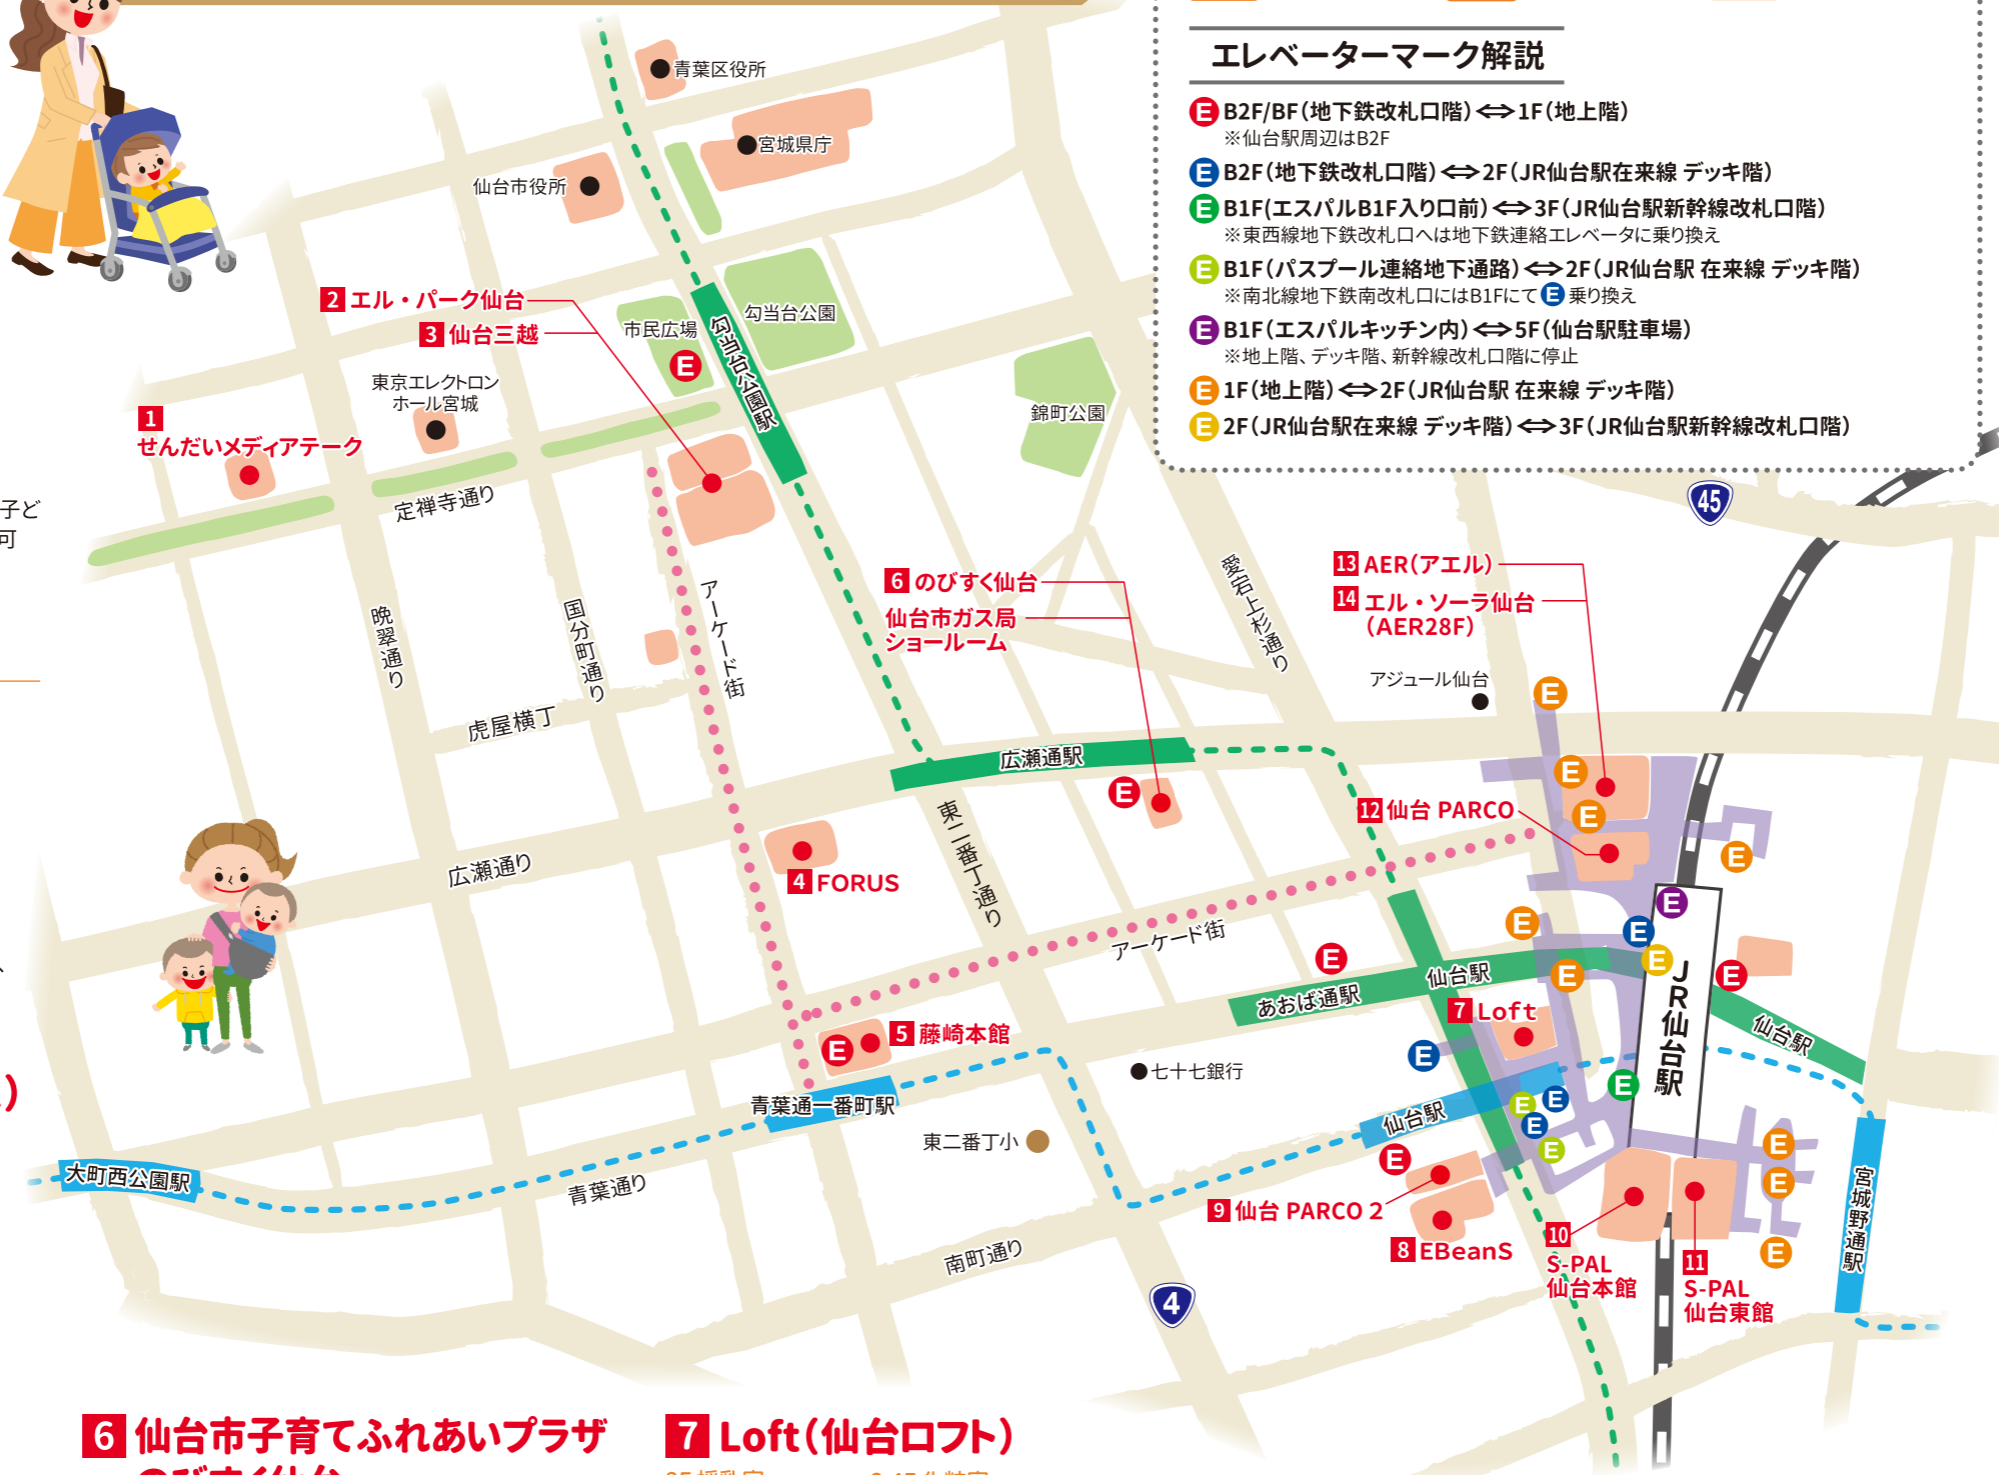 エレベーターマーク解説
E B2F/BF（地下鉄改札口階）⇔1F（地上階）
※仙台駅周辺はB2F
E B2F（地下鉄改札口階）⇔2F（JR仙台駅在来線 デッキ階）
E B1F(エスパルB1F入り口前）⇔3F（JR仙台駅新幹線改札口階）
※東西線地下鉄改札口へは地下鉄連絡エレベータに乗り換え
E B1F（パスプール連絡地下通路）⇔2F（JR仙台駅 在来線 デッキ階）
※南北線地下鉄南改札口にはB1Fにて E 乗り換え
E B1F（エスパルキッチン内）⇔5F（仙台駅駐車場）
※地上階、デッキ階、新幹線改札口階に停止
E 1F（地上階）⇔2F（JR仙台駅 在来線 デッキ階）
E 2F（JR仙台駅在来線 デッキ階）⇔3F（JR仙台駅新幹線改札口階）
青葉区役所
宮城県庁
仙台市役所
2 エル・パーク仙台
3 仙台三越
市民広場
E
勾当台公園
勾当台公園駅
東京エレクトロン
ホール宮城
錦町公園
1
せんだいメディアテーク
定禅寺通り
子ど
可
45
晩翠通り
国分町通り
アーケード街
6 のびすく仙台
仙台市ガス局
ショールーム
愛宕上杉通り
13 AER（アエル）
14 エル・ソーラ仙台
（AER28F）
アジュール仙台
E
虎屋横丁
広瀬通駅
E
E
E
12 仙台 PARCO
E
東二番丁通り
広瀬通り
4 FORUS
アーケード街
E
E
E
E
E
E
E
JR仙台駅
仙台駅
あおば通駅
7 Loft
仙台駅
5 藤崎本館
E
E
七十七銀行
E
青葉通一番町駅
仙台駅
E
E
E
E
東二番丁小
E
E
E
E
大町西公園駅
青葉通り
9 仙台 PARCO 2
8 EBeanS
10
S-PAL
仙台本館
11
S-PAL
仙台東館
宮城野通駅
南町通り
4
)
6 仙台市子育てふれあいプラザ
7 Loft（仙台ロフト）